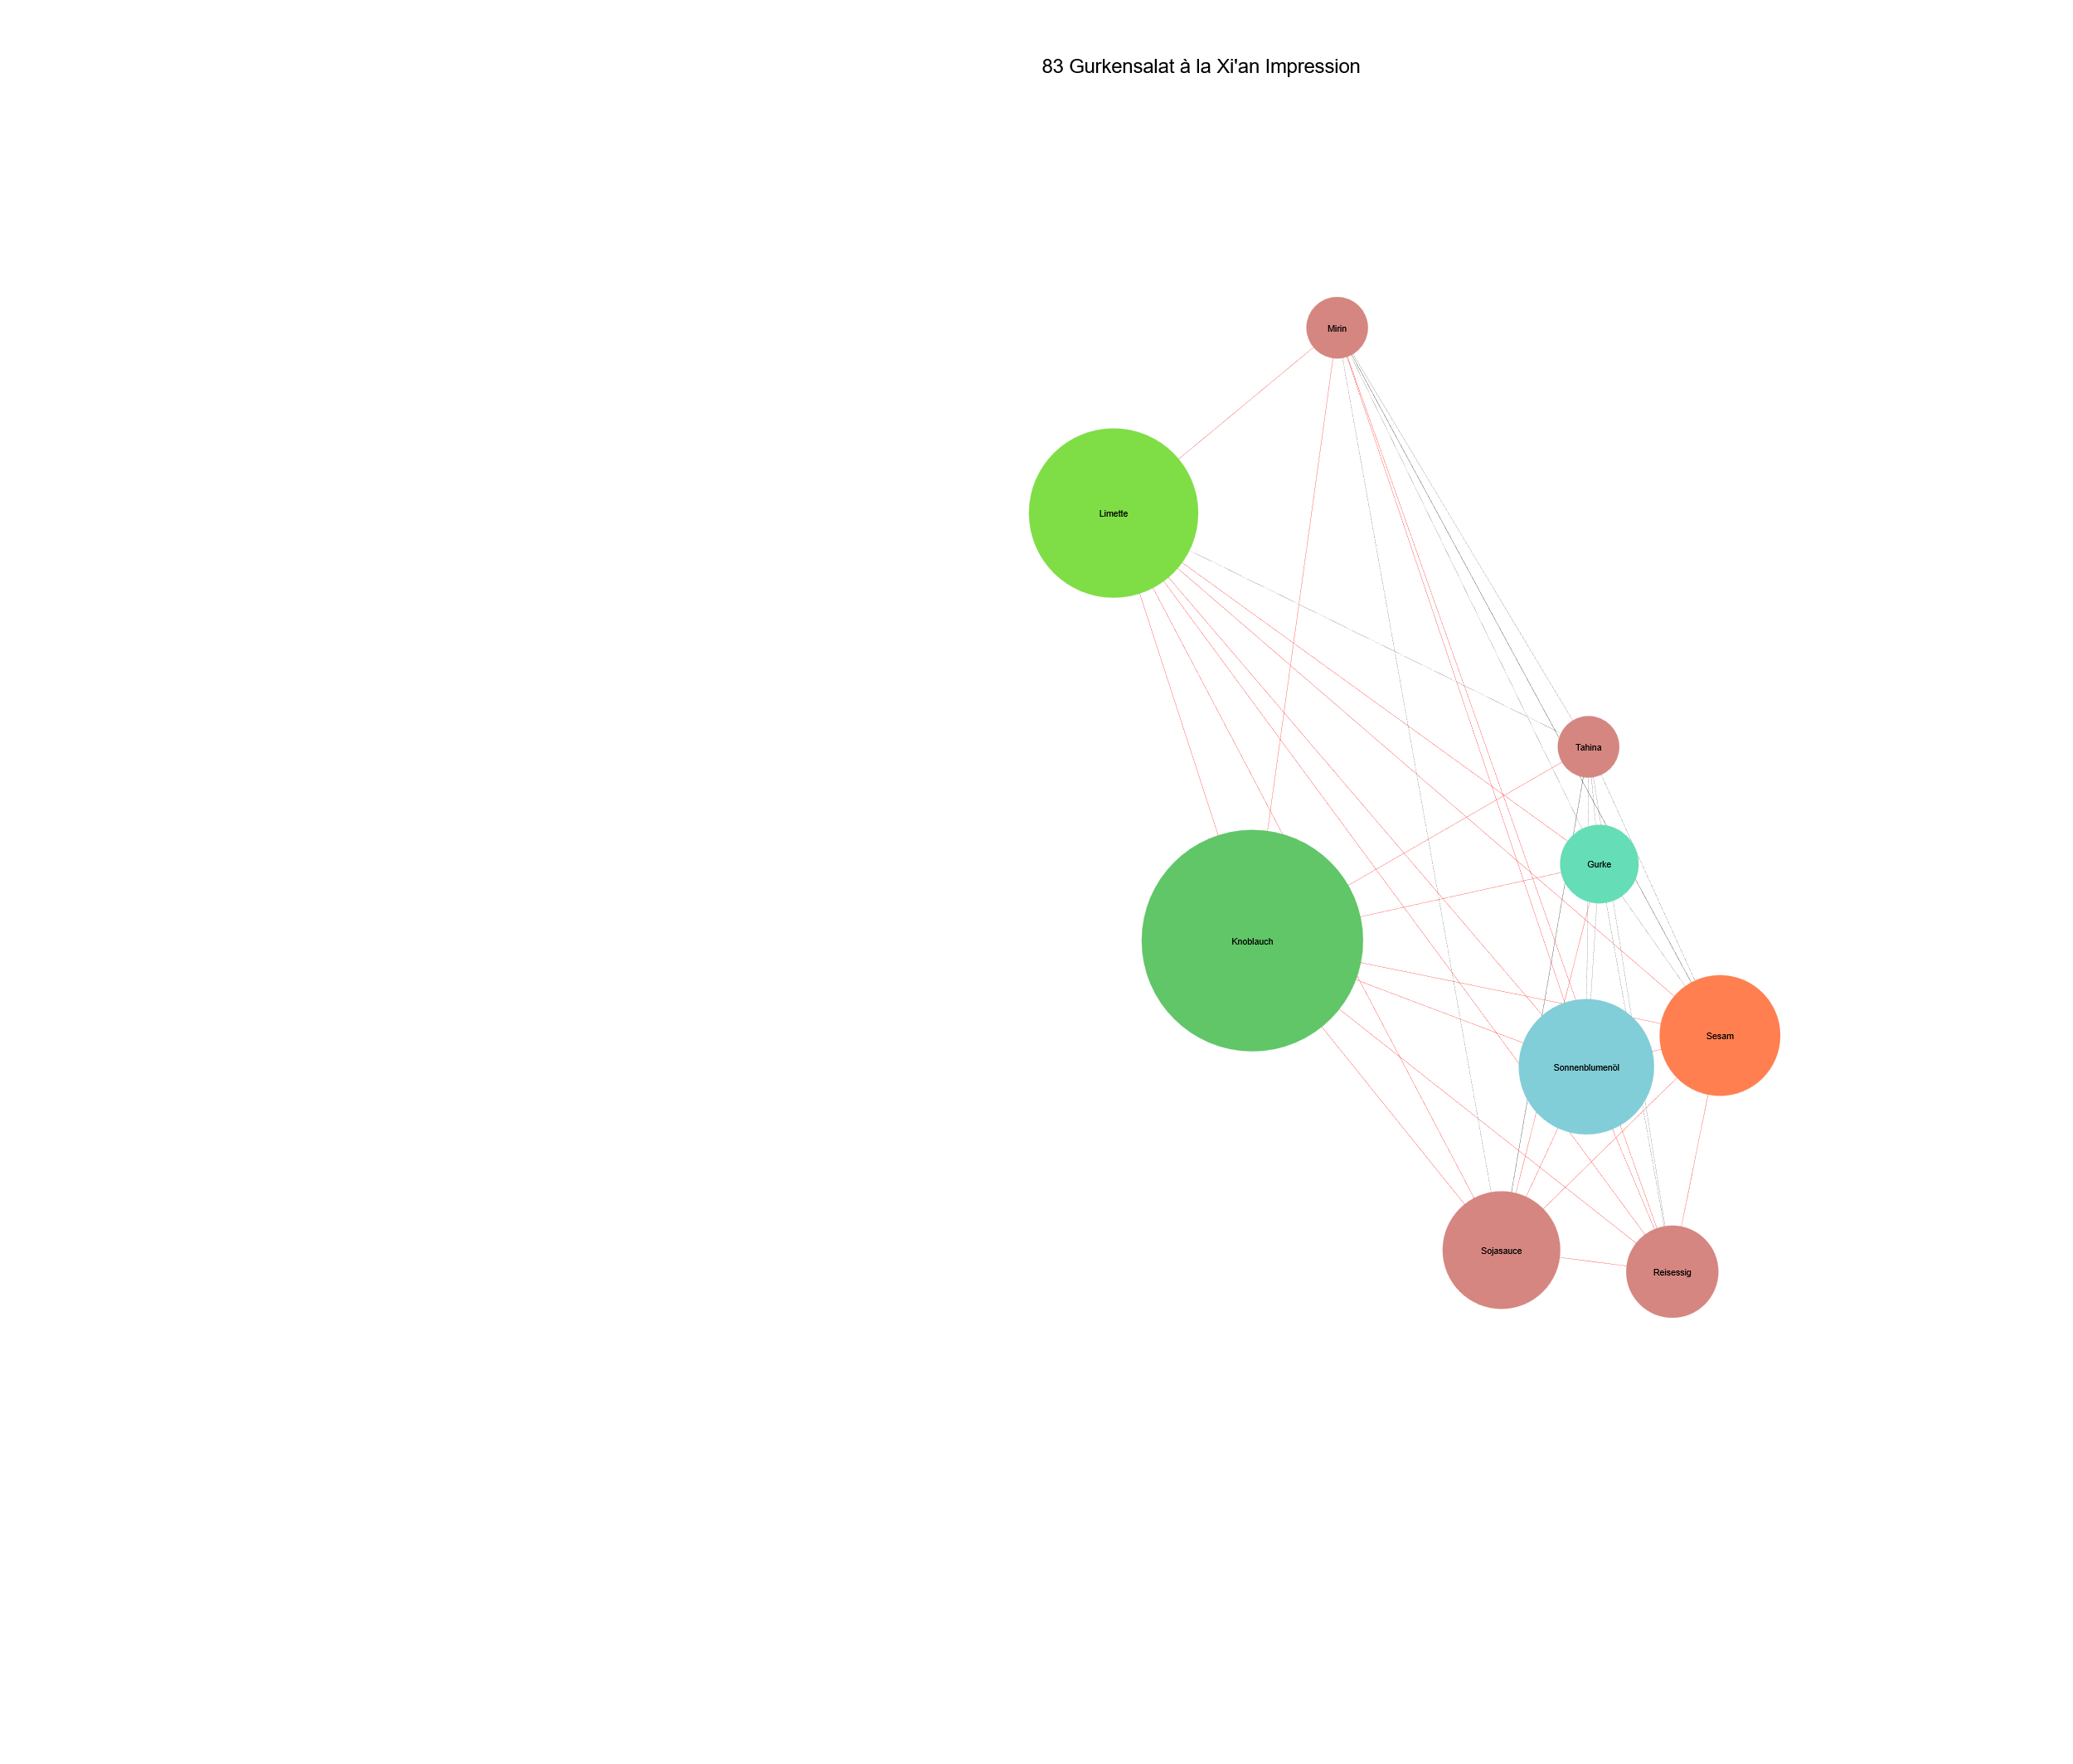 83 Gurkensalat à la Xi'an Impression
Mirin
Limette
Tahina
Gurke
Knoblauch
Sesam
Sonnenblumenöl
Sojasauce
Reisessig